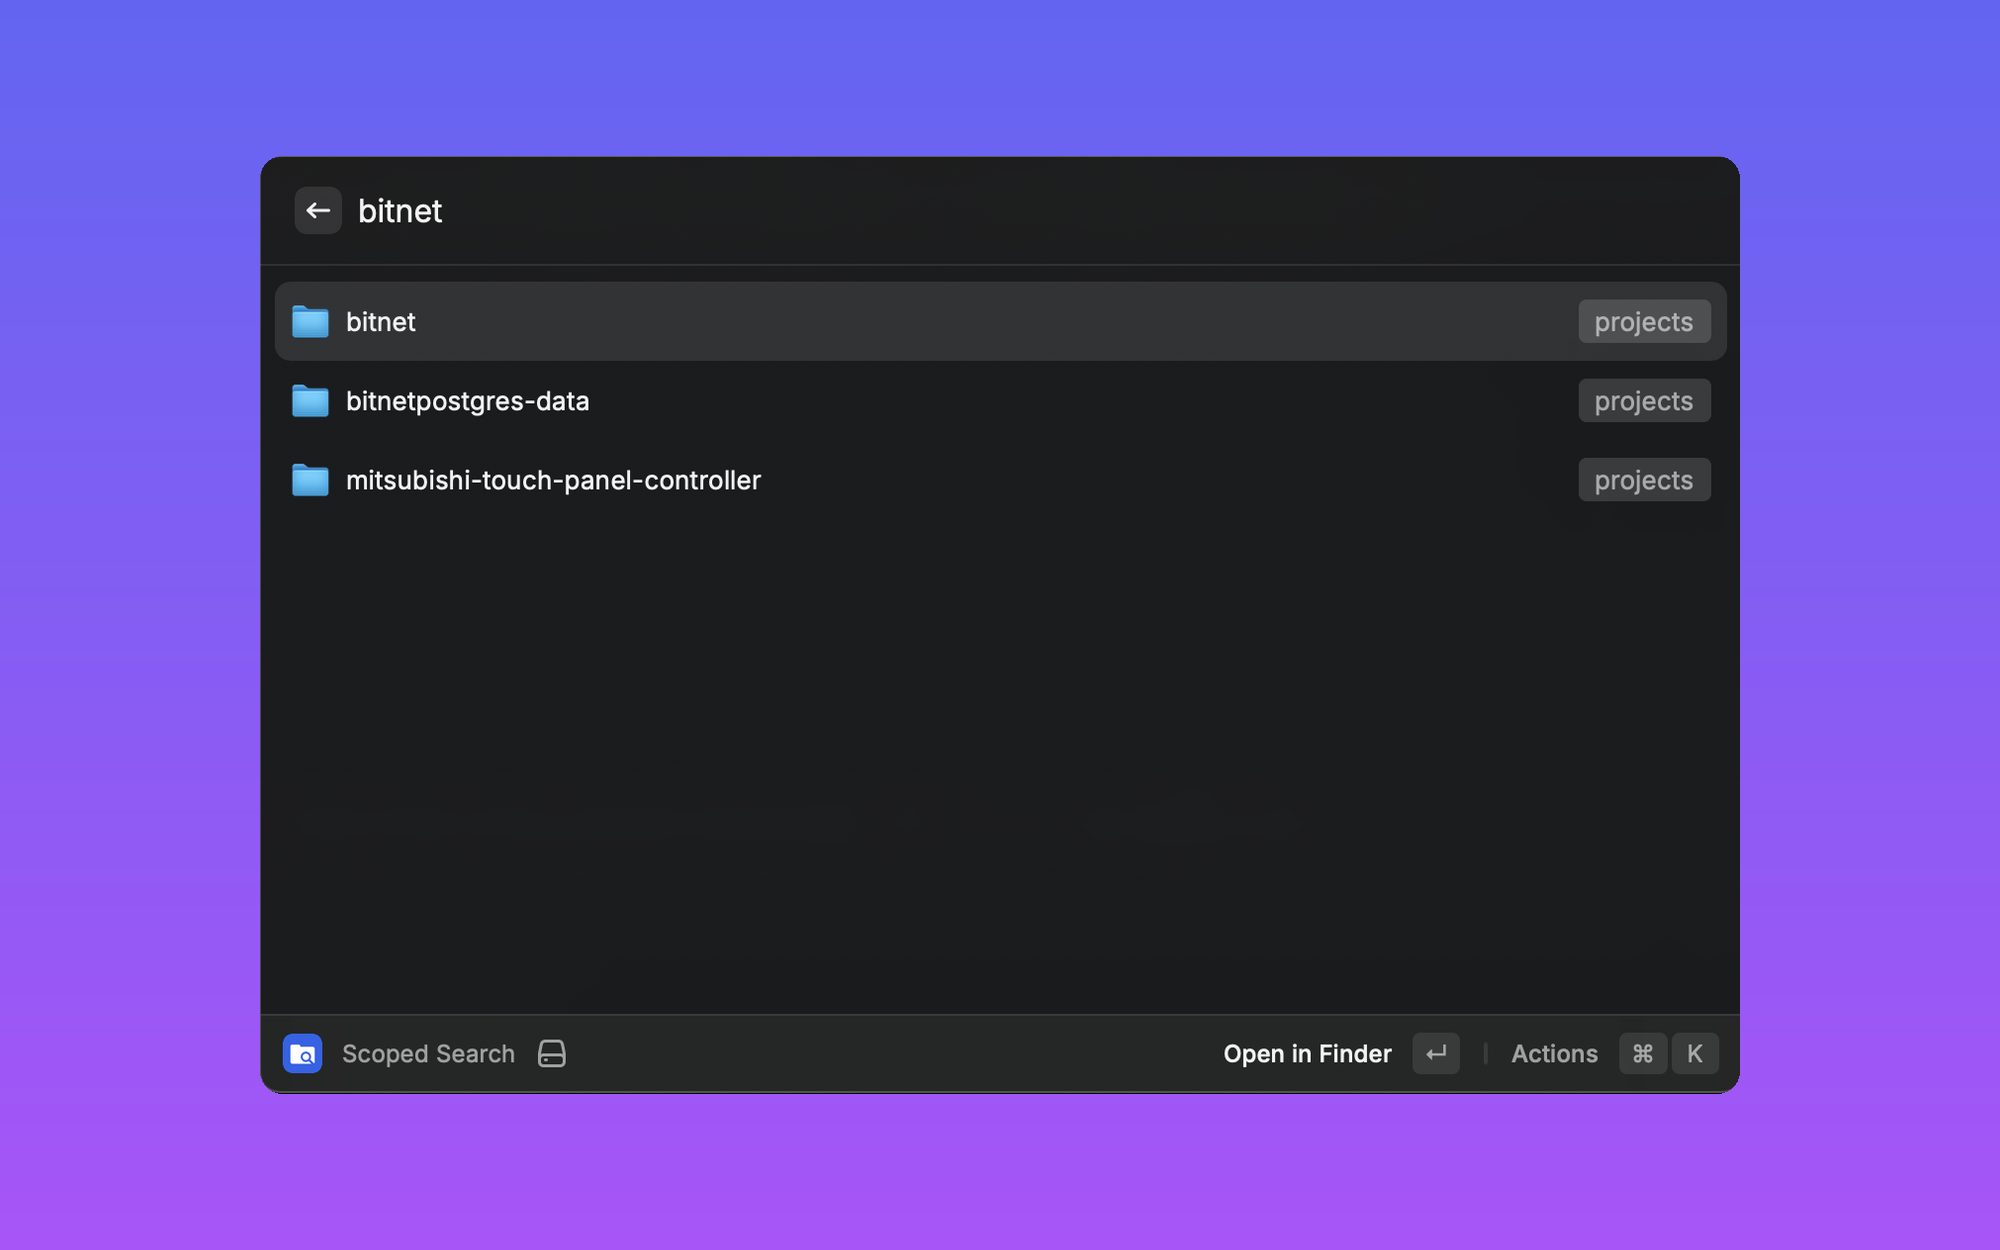 bitnet
bitnet projects
bitnetpostgres-data projects
mitsubishi-touch-panel-controller projects
Scoped Search Open in Finder ↵ Actions ⌘ K